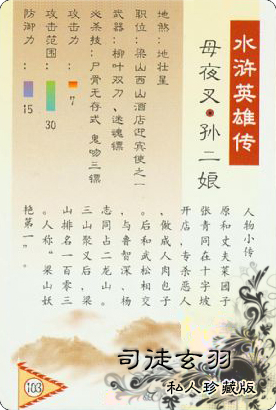 水浒英雄传
母夜叉•孙二娘
地煞：地壮星
职位：梁山西山酒店迎宾使之一
武器：柳叶双刀、迷魂镖
必杀技：尸骨无存式 鬼吻三镖
攻击力：
攻击范围：30
防御力：15
人物小传：
原和丈夫菜园子
张青同在十字坡
开店，专杀恶人
，做成人肉包子
。后和武松相交
，与鲁智深、杨
志同占二龙山。
三山聚义后，梁
山排名一百零三
。人称“梁山妖
艳第一”。
司徒玄羽
私人珍藏版
103